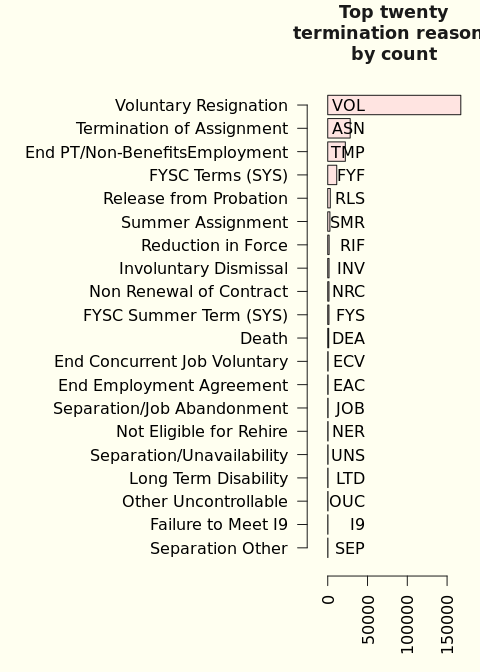 Top twenty
termination reason
by count
Voluntary Resignation VOL
Termination of Assignment ASN
End PT/Non-BenefitsEmployment TMP
FYSC Terms (SYS) FYF
Release from Probation RLS
Summer Assignment SMR
Reduction in Force RIF
Involuntary Dismissal INV
Non Renewal of Contract NRC
FYSC Summer Term (SYS) FYS
Death DEA
End Concurrent Job Voluntary ECV
End Employment Agreement EAC
Separation/Job Abandonment JOB
Not Eligible for Rehire NER
Separation/Unavailability UNS
Long Term Disability LTD
Other Uncontrollable OUC
Failure to Meet I9 I9
Separation Other SEP
0 50000 100000 150000